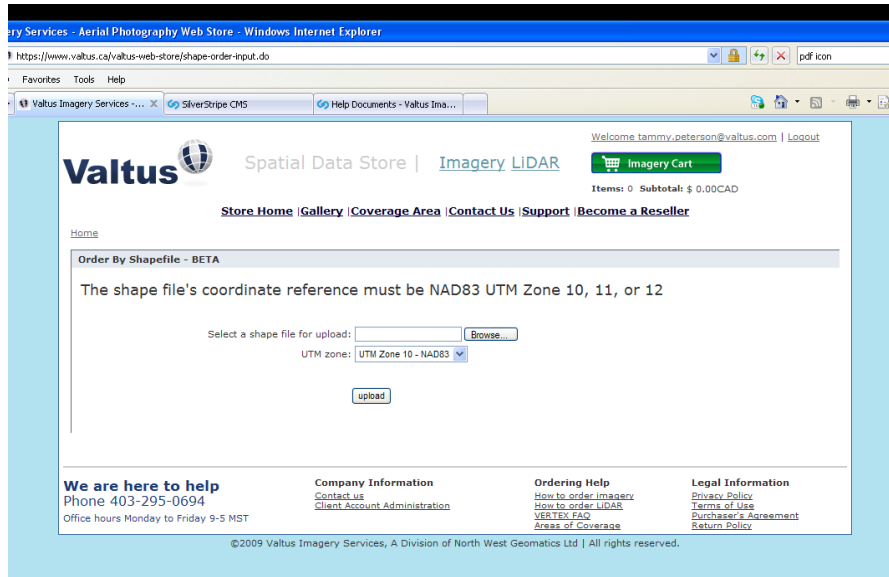 ery Services - Aerial Photography Web Store - Windows Internet Explorer
https://www.valtus.ca/valtus-web-store/shape-order-input.do
pdf icon
Favorites Tools Help
Valtus Imagery Services -... X
SilverStripe CMS
Help Documents - Valtus Ima...
Welcome tammy.peterson@valtus.com | Logout
Valtus
Spatial Data Store | Imagery LiDAR
Imagery Cart
Items: 0 Subtotal: $ 0.00CAD
Store Home |Gallery |Coverage Area |Contact Us |Support |Become a Reseller
Home
Order By Shapefile - BETA
The shape file's coordinate reference must be NAD83 UTM Zone 10, 11, or 12
Select a shape file for upload: Browse...
UTM zone: UTM Zone 10 - NAD83
upload
We are here to help
Phone 403-295-0694
Office hours Monday to Friday 9-5 MST
Company Information
Contact us
Client Account Administration
Ordering Help
How to order imagery
How to order LiDAR
VERTEX FAQ
Areas of Coverage
Legal Information
Privacy Policy
Terms of Use
Purchaser's Agreement
Return Policy
©2009 Valtus Imagery Services, A Division of North West Geomatics Ltd | All rights reserved.